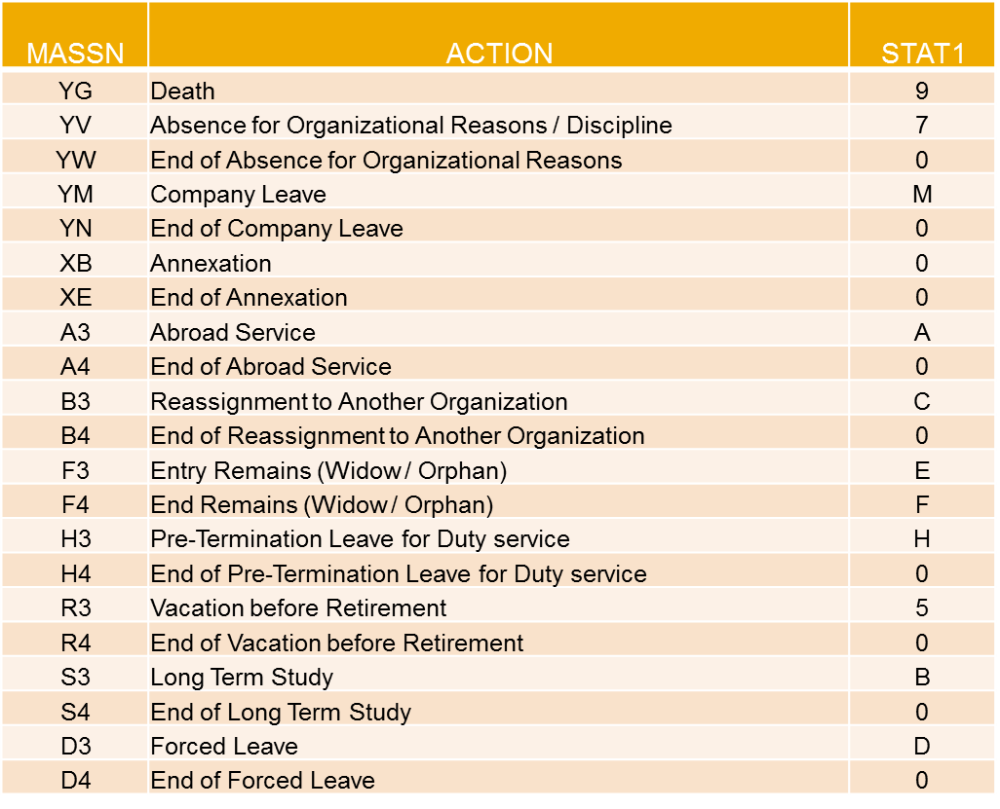 MASSN ACTION STAT1
YG Death 9
YV Absence for Organizational Reasons / Discipline 7
YW End of Absence for Organizational Reasons 0
YM Company Leave M
YN End of Company Leave 0
XB Annexation 0
XE End of Annexation 0
A3 Abroad Service A
A4 End of Abroad Service 0
B3 Reassignment to Another Organization C
B4 End of Reassignment to Another Organization 0
F3 Entry Remains (Widow / Orphan) E
F4 End Remains (Widow / Orphan) F
H3 Pre-Termination Leave for Duty service H
H4 End of Pre-Termination Leave for Duty service 0
R3 Vacation before Retirement 5
R4 End of Vacation before Retirement 0
S3 Long Term Study B
S4 End of Long Term Study 0
D3 Forced Leave D
D4 End of Forced Leave 0